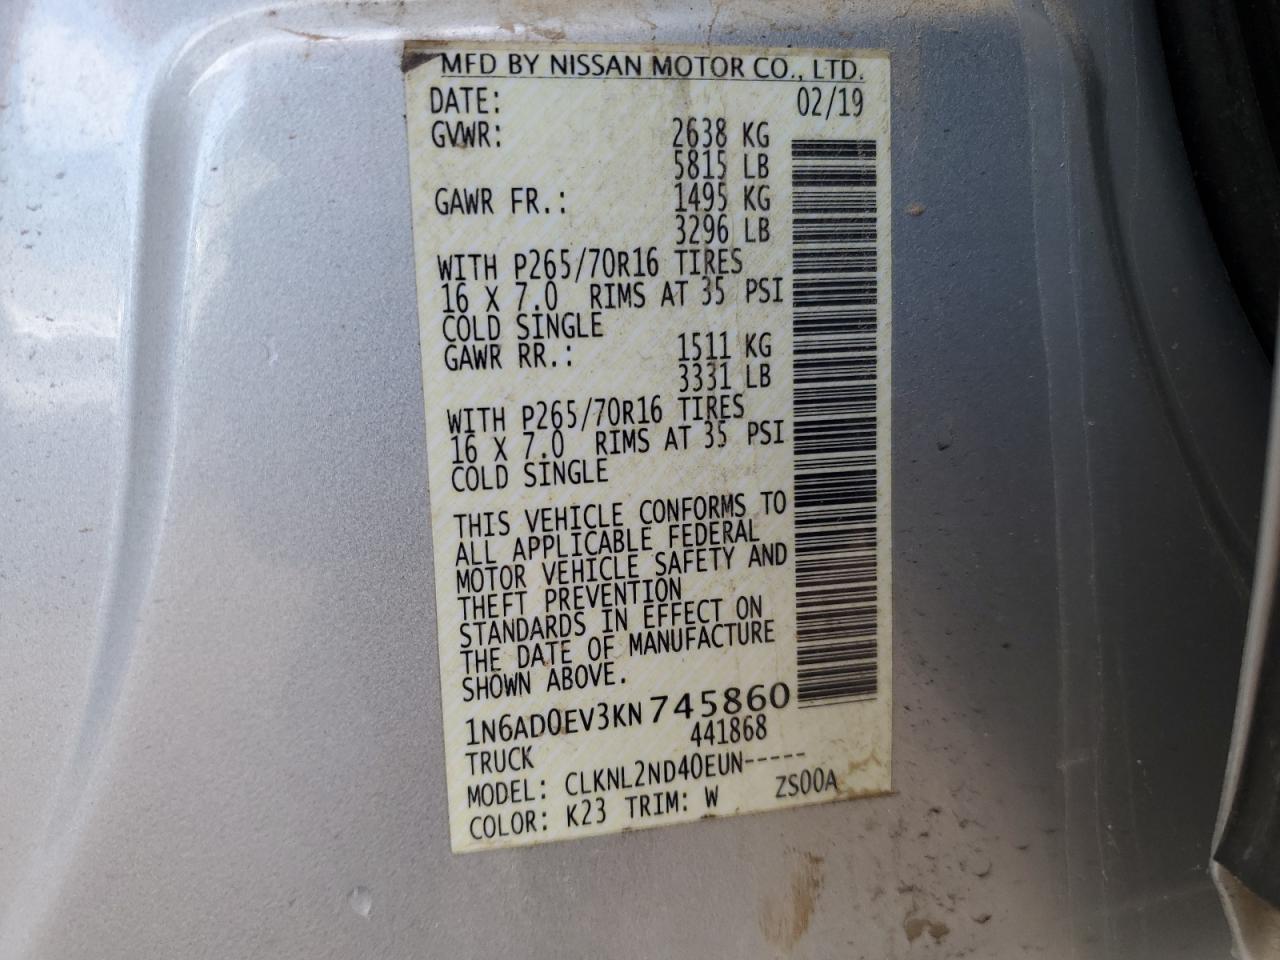 MFD BY NISSAN MOTOR CO., LTD.
DATE: 02/19
GVWR: 2638 KG
5815 LB
GAWR FR.: 1495 KG
3296 LB
WITH P265/70R16 TIRES
16 X 7.0 RIMS AT 35 PSI
COLD SINGLE
GAWR RR.: 1511 KG
3331 LB
WITH P265/70R16 TIRES
16 X 7.0 RIMS AT 35 PSI
COLD SINGLE
THIS VEHICLE CONFORMS TO
ALL APPLICABLE FEDERAL
MOTOR VEHICLE SAFETY AND
THEFT PREVENTION
STANDARDS IN EFFECT ON
THE DATE OF MANUFACTURE
SHOWN ABOVE.
1N6AD0EV3KN745860
TRUCK 441868
MODEL: CLKNL2ND40EUN-----
COLOR: K23 TRIM: W ZS00A